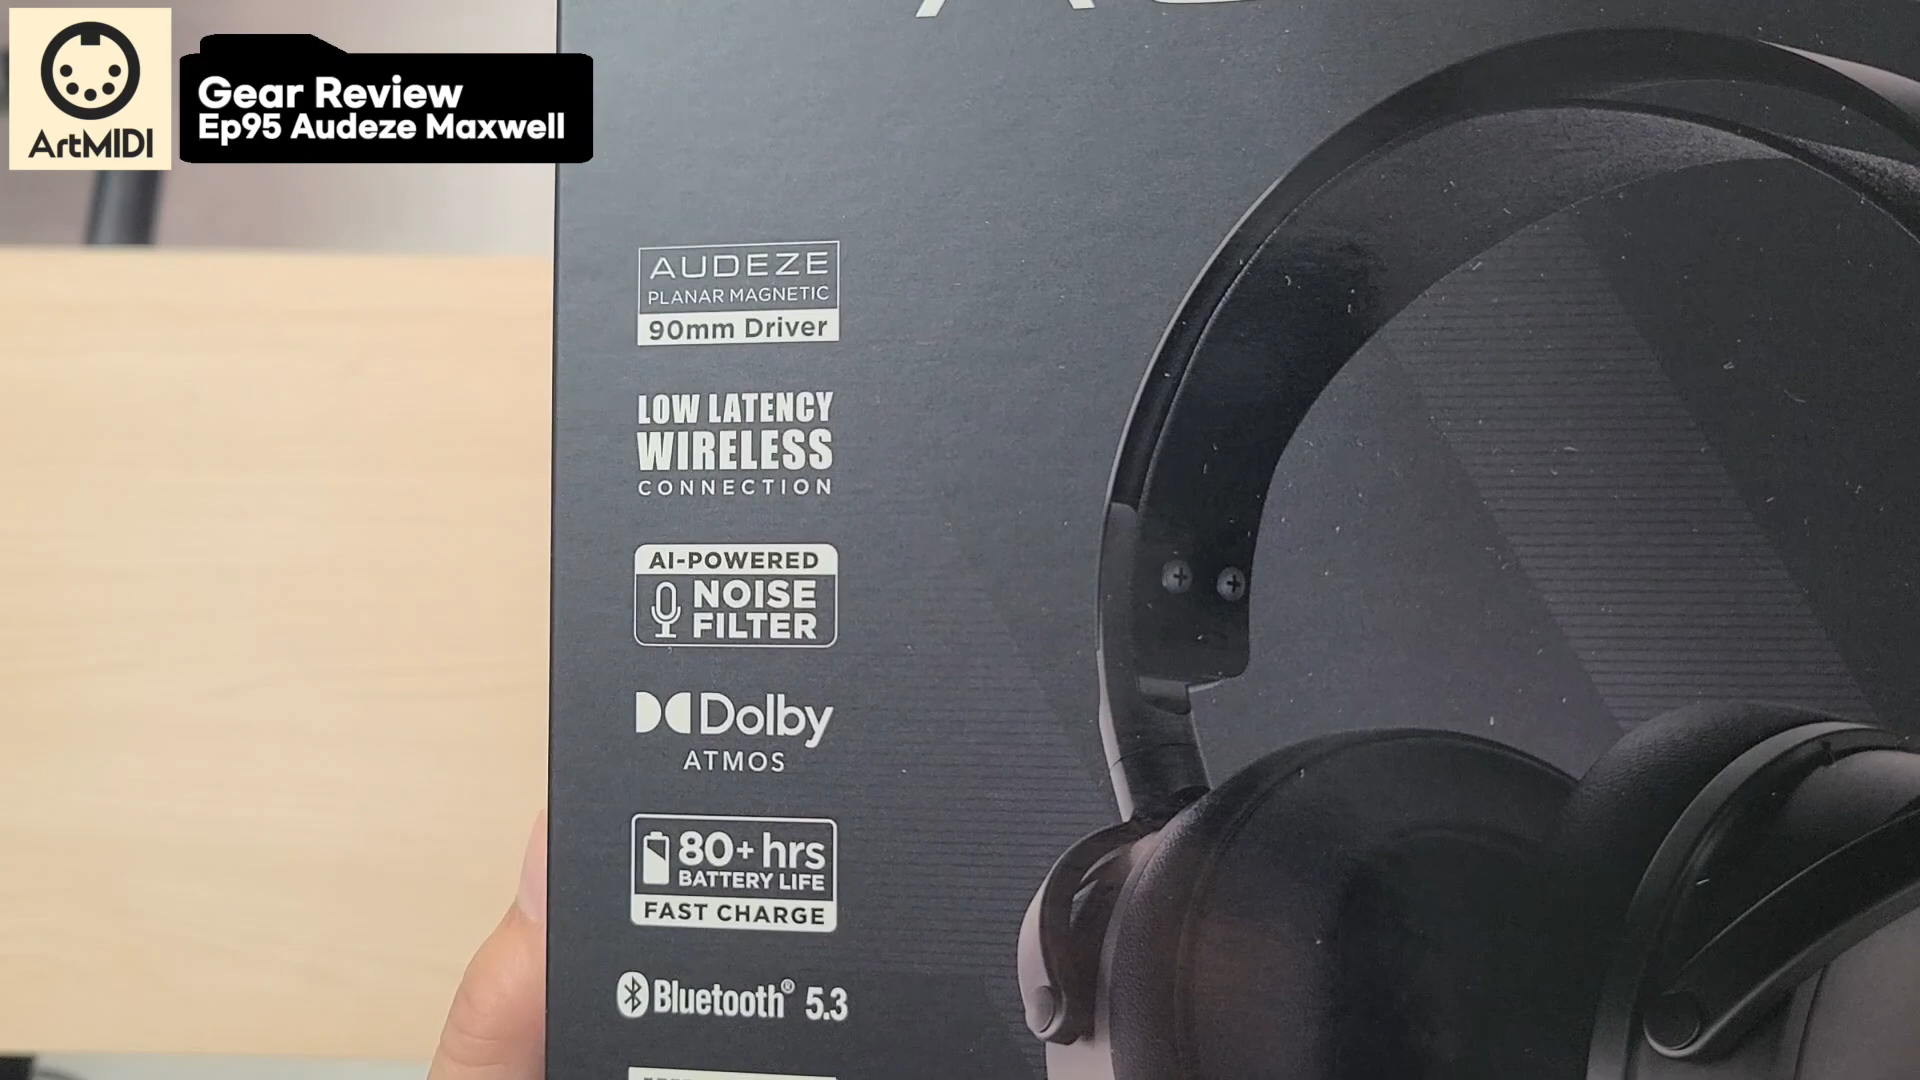 ArtMIDI
Gear Review
Ep95 Audeze Maxwell
AUDEZE
PLANAR MAGNETIC
90mm Driver
LOW LATENCY
WIRELESS
CONNECTION
AI-POWERED
NOISE
FILTER
Dolby
ATMOS
80+ hrs
BATTERY LIFE
FAST CHARGE
Bluetooth® 5.3